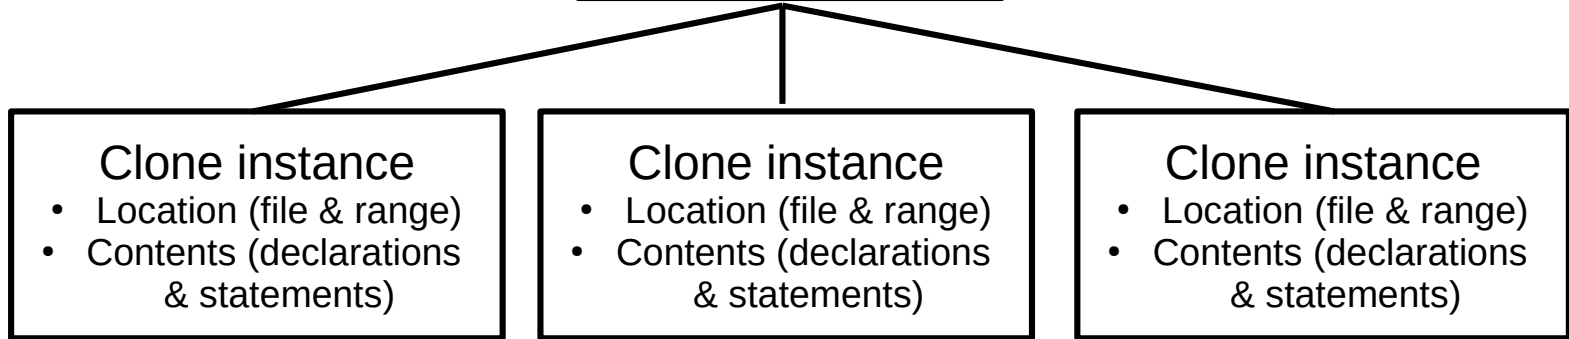 Clone instance
• Location (file & range)
• Contents (declarations
& statements)
Clone instance
• Location (file & range)
• Contents (declarations
& statements)
Clone instance
• Location (file & range)
• Contents (declarations
& statements)